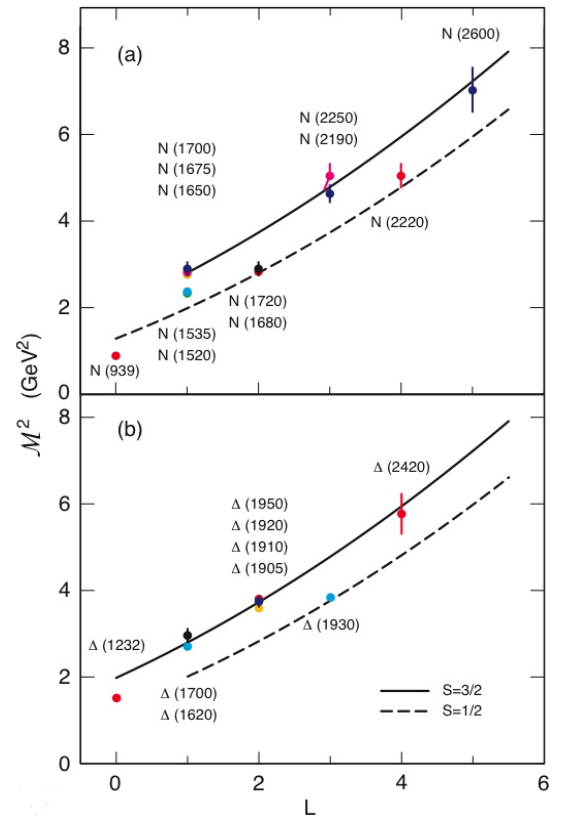 N (2600)
8
(a)
N (2250)
N (2190)
N (1700)
N (1675)
N (1650)
6
4
N (2220)
2
N (1720)
N (1680)
N (1535)
N (1520)
N (939)
0
ℳ² (GeV²)
8
(b)
Δ (2420)
Δ (1950)
Δ (1920)
Δ (1910)
Δ (1905)
6
4
Δ (1232)
Δ (1930)
2
Δ (1700)
Δ (1620)
S=3/2
S=1/2
0
0 2 4 6
L